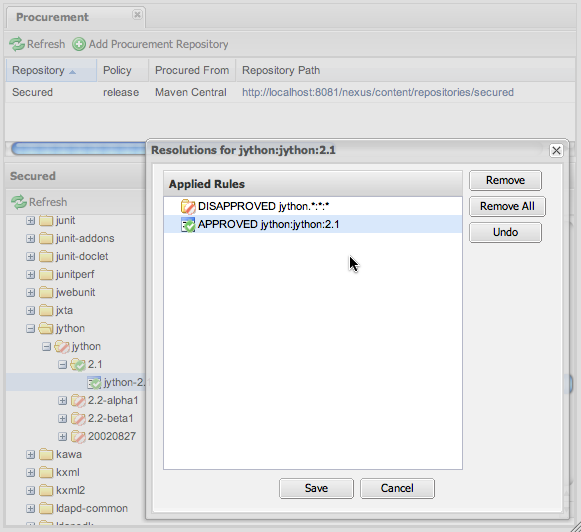 Procurement
Refresh Add Procurement Repository
Repository Policy Procured From Repository Path
Secured release Maven Central http://localhost:8081/nexus/content/repositories/secured
Resolutions for jython:jython:2.1
Applied Rules
DISAPPROVED jython.*:*:*
APPROVED jython:jython:2.1
Remove
Remove All
Undo
Save Cancel
Secured
Refresh
junit
junit-addons
junit-doclet
junitperf
jwebunit
jxta
jython
jython
2.1
jython-2.
2.2-alpha1
2.2-beta1
20020827
kawa
kxml
kxml2
ldapd-common